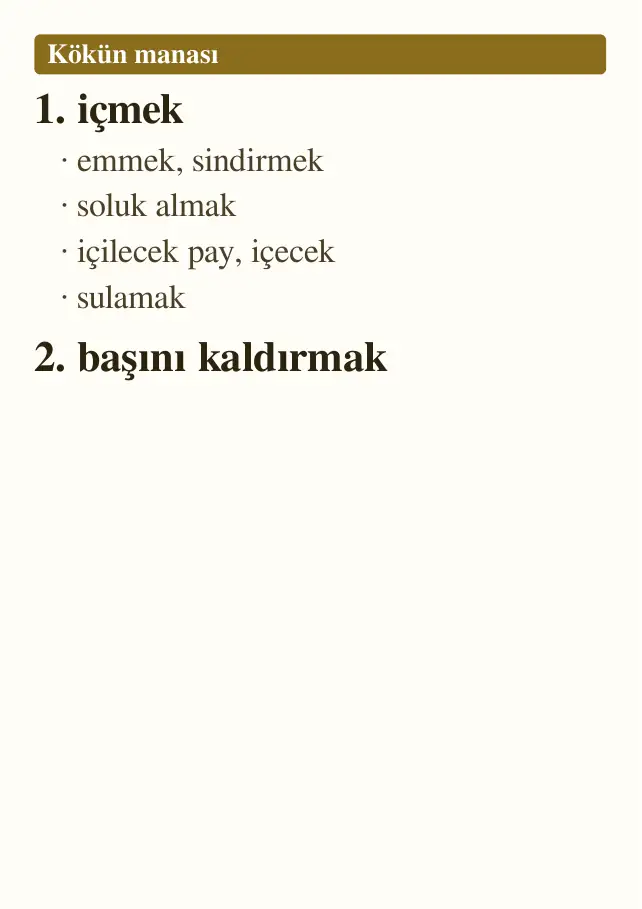 Kökün manası
1. içmek
· emmek, sindirmek
· soluk almak
· içilecek pay, içecek
· sulamak
2. başını kaldırmak